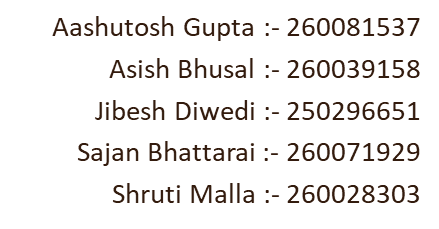 Aashutosh Gupta :- 260081537
Asish Bhusal :- 260039158
Jibesh Diwedi :- 250296651
Sajan Bhattarai :- 260071929
Shruti Malla :- 260028303